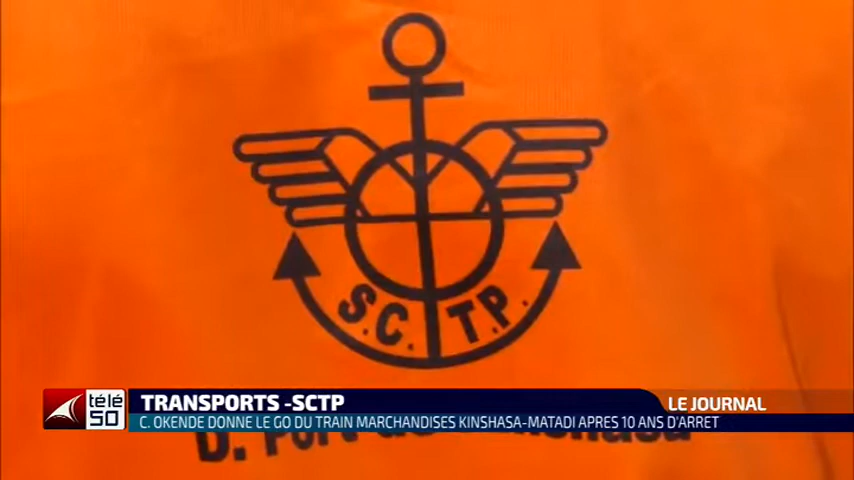 S.C.T.P.
télé 50
TRANSPORTS -SCTP
LE JOURNAL
C. OKENDE DONNE LE GO DU TRAIN MARCHANDISES KINSHASA-MATADI APRES 10 ANS D'ARRET
D.